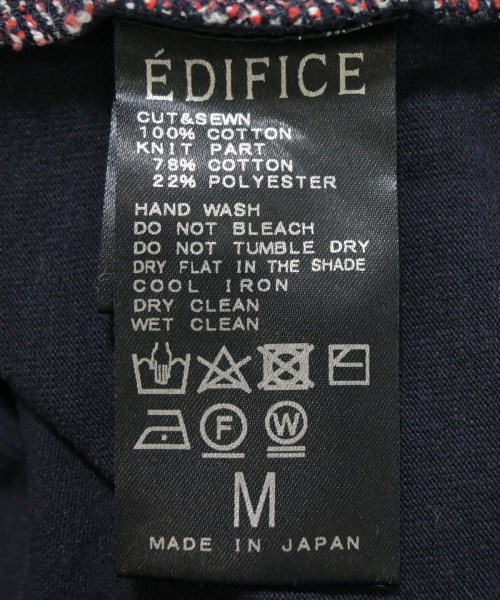 ÉDIFICE
CUT&SEWN
100% COTTON
KNIT PART
78% COTTON
22% POLYESTER
HAND WASH
DO NOT BLEACH
DO NOT TUMBLE DRY
DRY FLAT IN THE SHADE
COOL IRON
DRY CLEAN
WET CLEAN
F W
M
MADE IN JAPAN